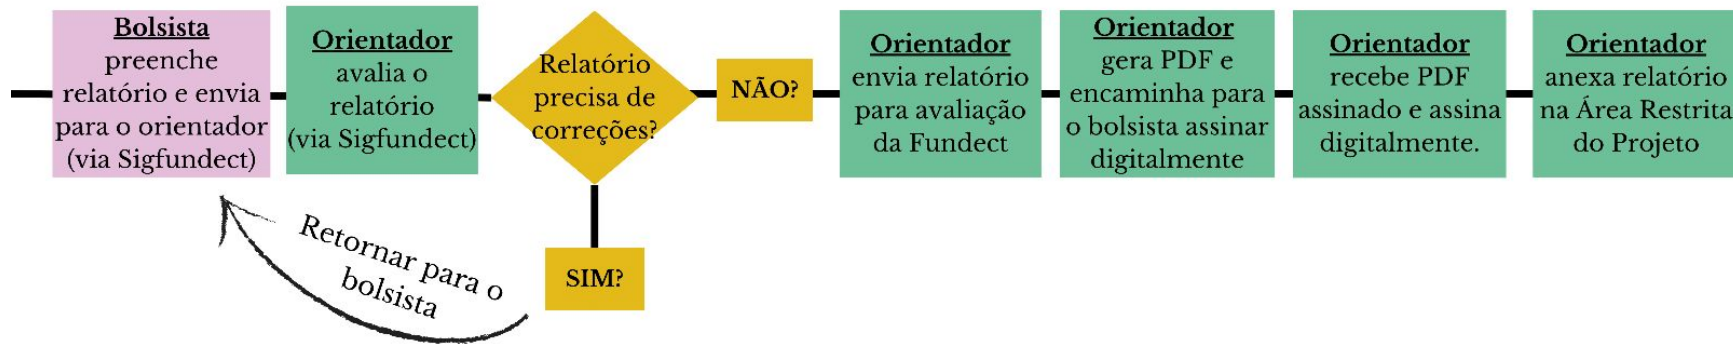 Bolsista
preenche
relatório e envia
para o orientador
(via Sigfundect)
Orientador
avalia o
relatório
(via Sigfundect)
Relatório
precisa de
correções?
NÃO?
Orientador
envia relatório
para avaliação
da Fundect
Orientador
gera PDF e
encaminha para
o bolsista assinar
digitalmente
Orientador
recebe PDF
assinado e assina
digitalmente.
Orientador
anexa relatório
na Área Restrita
do Projeto
SIM?
Retornar para o
bolsista